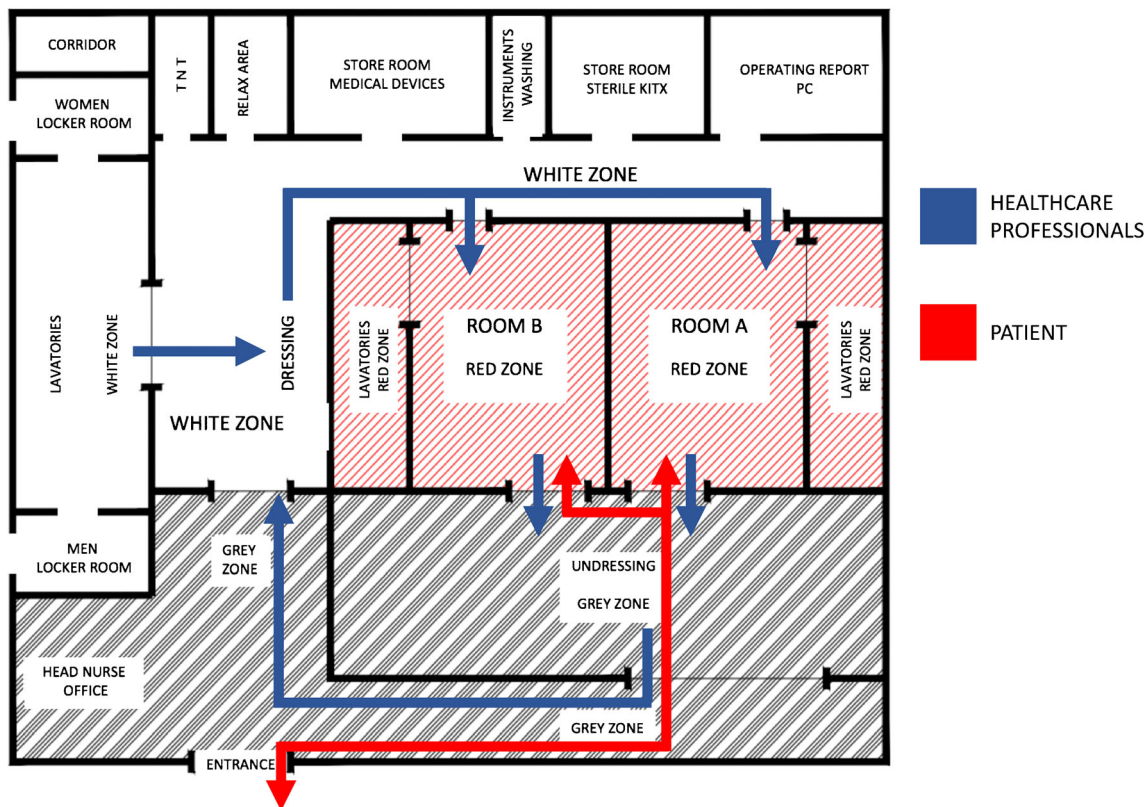 CORRIDOR
WOMEN
LOCKER ROOM
TNT
RELAX AREA
STORE ROOM
MEDICAL DEVICES
INSTRUMENTS
WASHING
STORE ROOM
STERILE KITX
OPERATING REPORT
PC
WHITE ZONE
HEALTHCARE
PROFESSIONALS
PATIENT
LAVATORIES
WHITE ZONE
DRESSING
WHITE ZONE
LAVATORIES
RED ZONE
ROOM B
RED ZONE
ROOM A
RED ZONE
LAVATORIES
RED ZONE
MEN
LOCKER ROOM
GREY
ZONE
UNDRESSING
GREY ZONE
HEAD NURSE
OFFICE
GREY ZONE
ENTRANCE